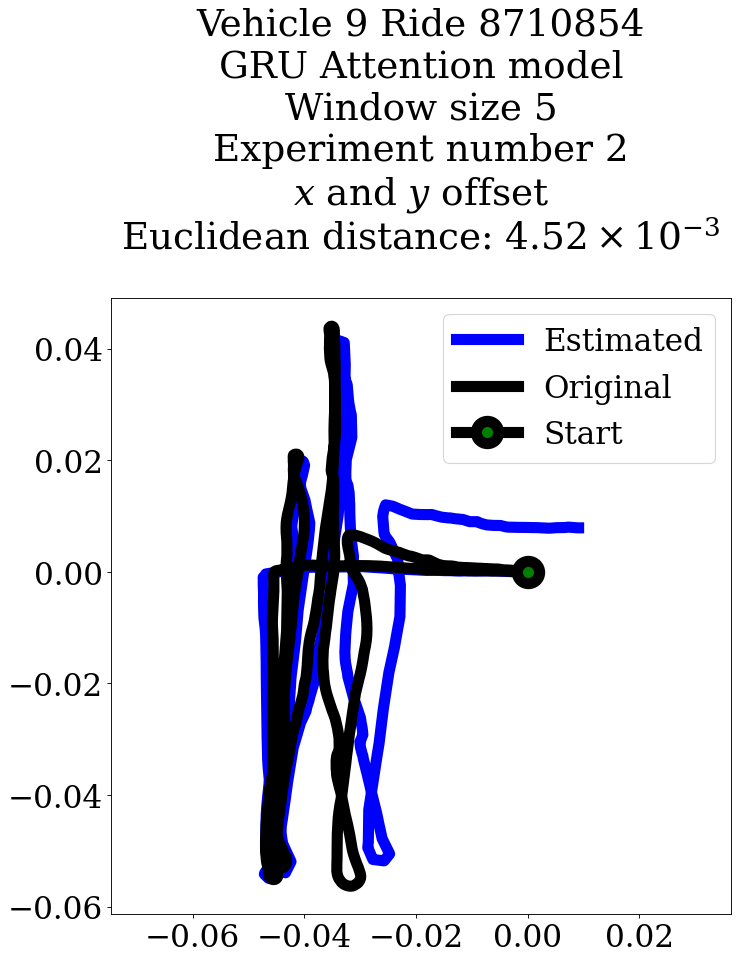 Vehicle 9 Ride 8710854
GRU Attention model
Window size 5
Experiment number 2
x and y offset
Euclidean distance: 4.52 × 10⁻³
Estimated
Original
Start
0.04
0.02
0.00
−0.02
−0.04
−0.06
−0.06 −0.04 −0.02 0.00 0.02